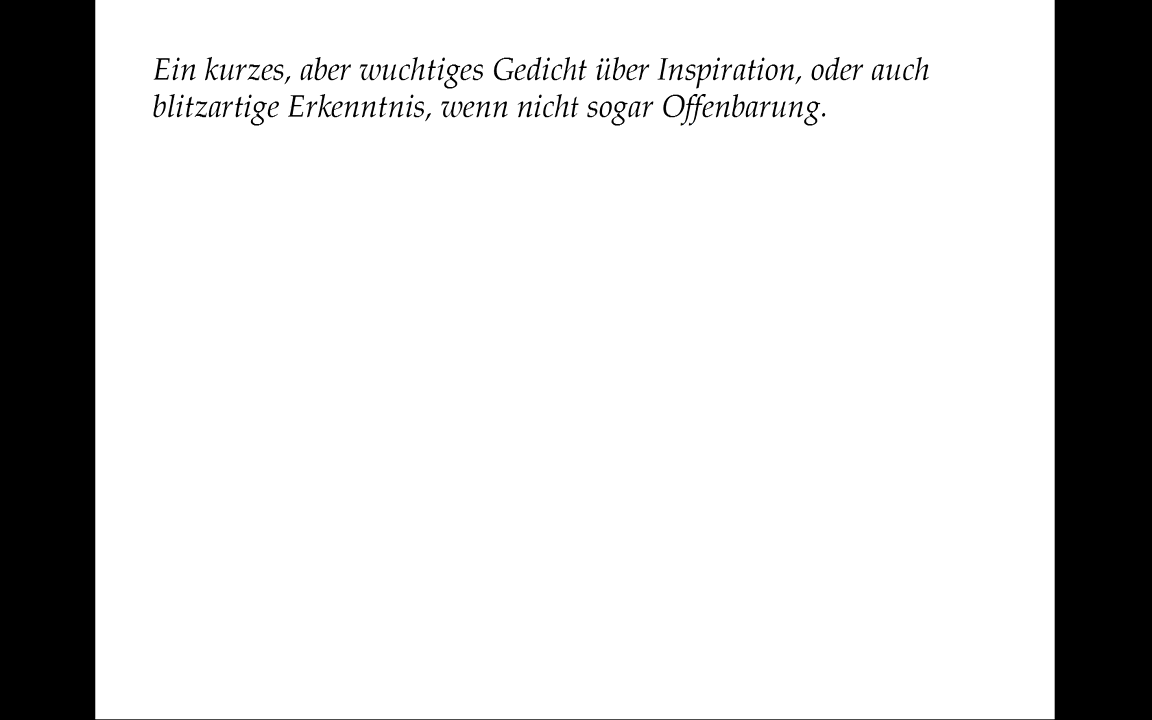 Ein kurzes, aber wuchtiges Gedicht über Inspiration, oder auch
blitzartige Erkenntnis, wenn nicht sogar Offenbarung.